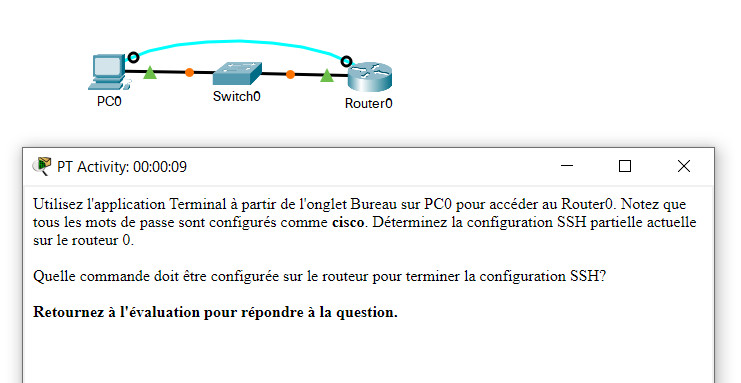 PC0
Switch0
Router0
PT Activity: 00:00:09
Utilisez l'application Terminal à partir de l'onglet Bureau sur PC0 pour accéder au Router0. Notez que
tous les mots de passe sont configurés comme cisco. Déterminez la configuration SSH partielle actuelle
sur le routeur 0.
Quelle commande doit être configurée sur le routeur pour terminer la configuration SSH?
Retournez à l'évaluation pour répondre à la question.